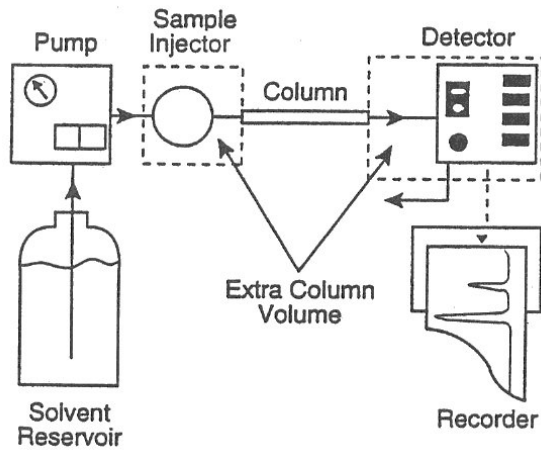 Sample
Injector
Pump
Detector
Column
Extra Column
Volume
Solvent
Reservoir
Recorder